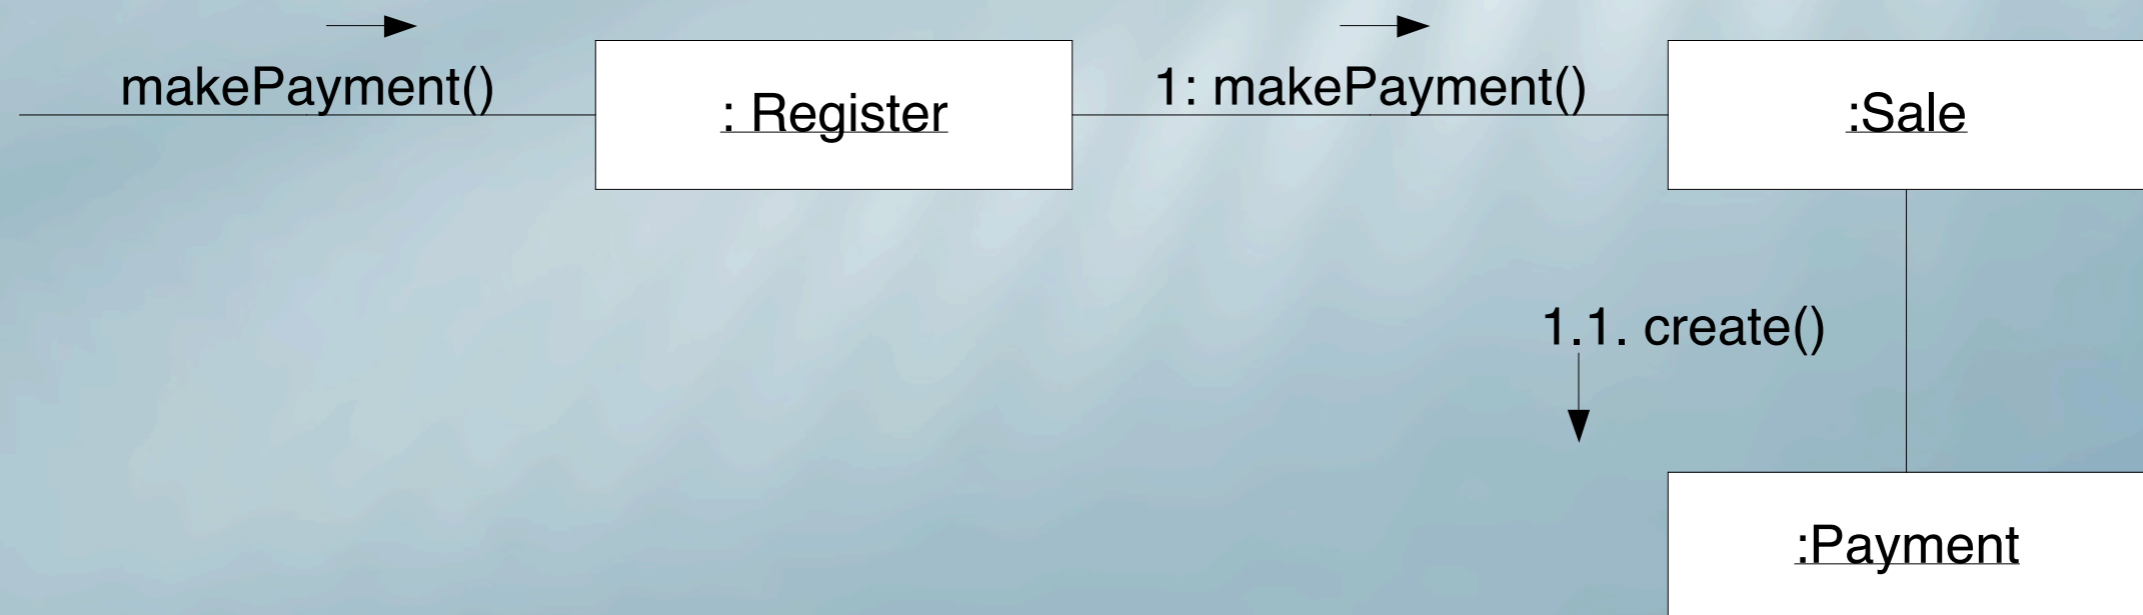 makePayment()
: Register
1: makePayment()
:Sale
1.1. create()
:Payment